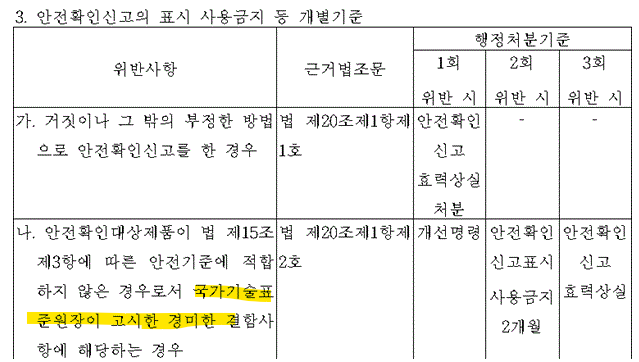 3. 안전확인신고의 표시 사용금지 등 개별기준
위반사항
근거법조문
행정처분기준
1회
위반 시
2회
위반 시
3회
위반 시
가. 거짓이나 그 밖의 부정한 방법
으로 안전확인신고를 한 경우
법 제20조제1항제
1호
안전확인
신고
효력상실
처분
-
-
나. 안전확인대상제품이 법 제15조
제3항에 따른 안전기준에 적합
하지 않은 경우로서 국가기술표
준원장이 고시한 경미한 결함사
항에 해당하는 경우
법 제20조제1항제
2호
개선명령
안전확인
신고표시
사용금지
2개월
안전확인
신고
효력상실